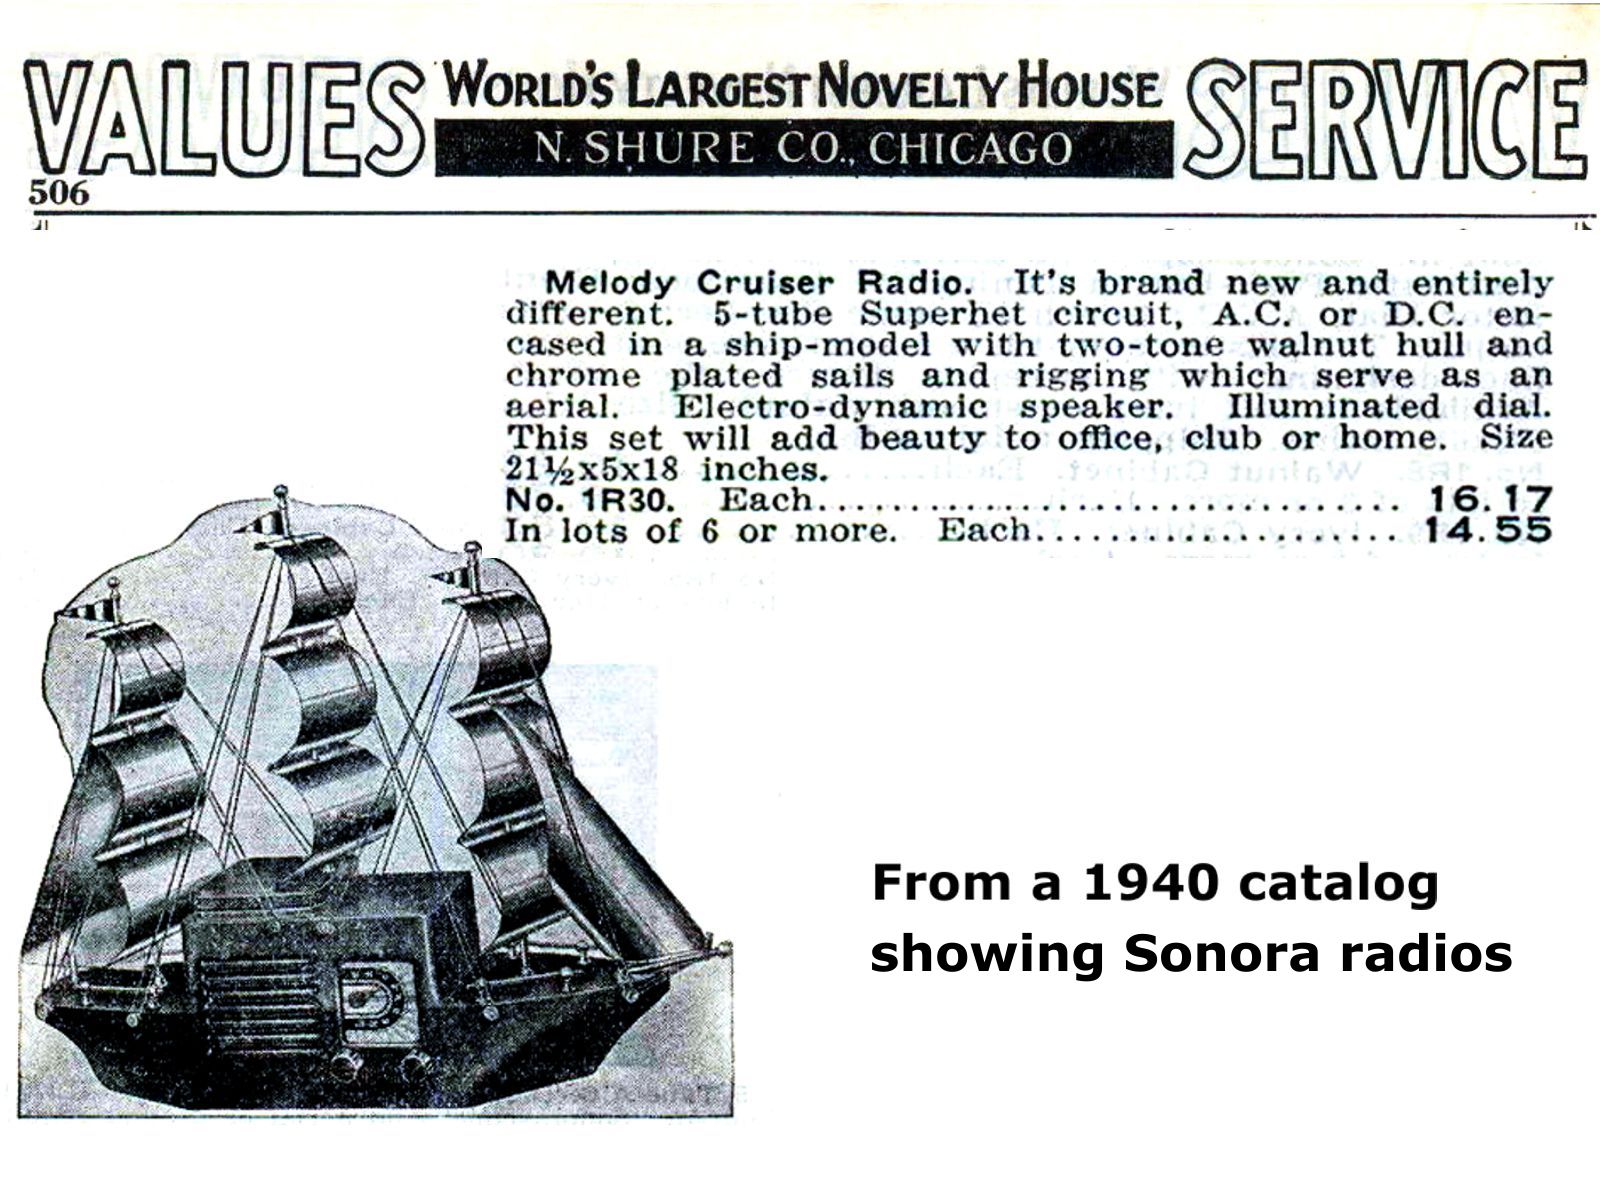 VALUES WORLD'S LARGEST NOVELTY HOUSE SERVICE
N. SHURE CO., CHICAGO
506
Melody Cruiser Radio. It's brand new and entirely
different. 5-tube Superhet circuit, A.C. or D.C. en-
cased in a ship-model with two-tone walnut hull and
chrome plated sails and rigging which serve as an
aerial. Electro-dynamic speaker. Illuminated dial.
This set will add beauty to office, club or home. Size
21½x5x18 inches.
No. 1R30. Each................................. 16.17
In lots of 6 or more. Each.................... 14.55
From a 1940 catalog
showing Sonora radios